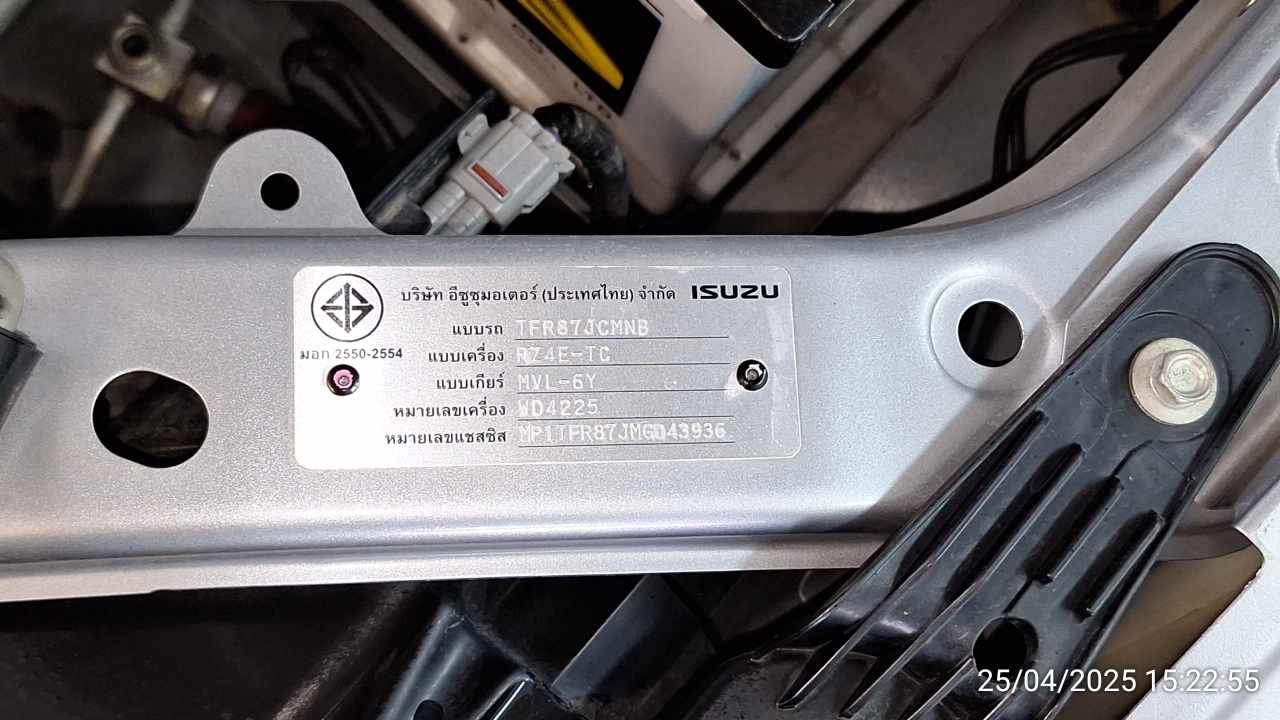 CO
LTD
บริษัท อีซูซุมอเตอร์ (ประเทศไทย) จำกัด ISUZU
แบบรถ TFR87JCMNB
มอก 2550-2554 แบบเครื่อง RZ4E-TC
แบบเกียร์ MVL-6Y
หมายเลขเครื่อง WD4225
หมายเลขแชสซิส MP1TFR87JMGD43936
25/04/2025 15:22:55